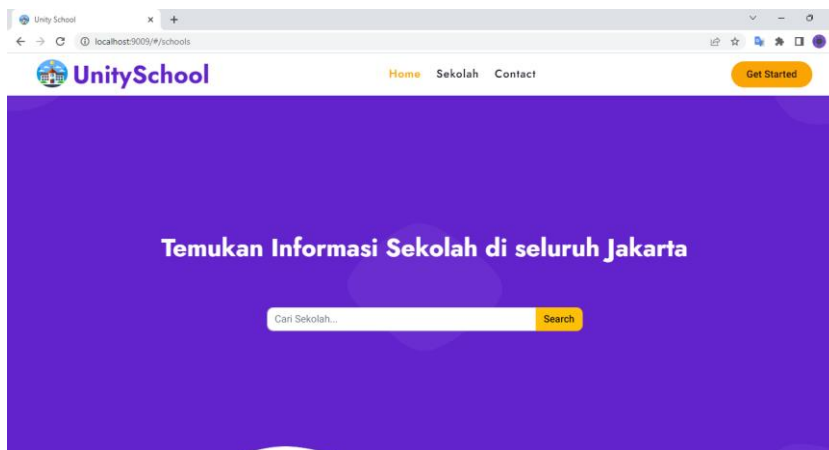 Unity School
localhost:9009/#/schools
UnitySchool
Home Sekolah Contact
Get Started
Temukan Informasi Sekolah di seluruh Jakarta
Cari Sekolah...
Search